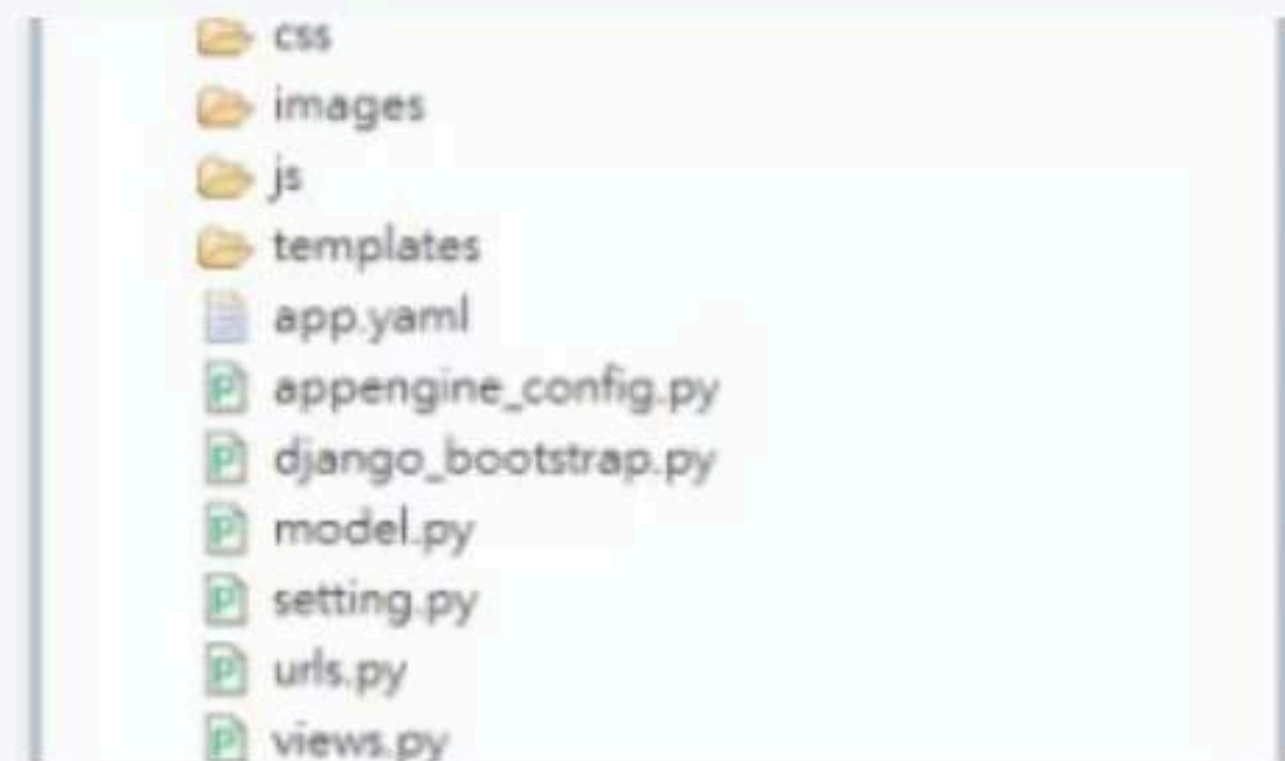 css
images
js
templates
app.yaml
appengine_config.py
django_bootstrap.py
model.py
setting.py
urls.py
views.py